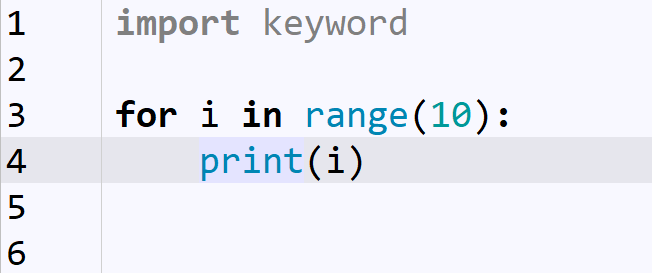 1 import keyword
2
3 for i in range(10):
4     print(i)
5
6